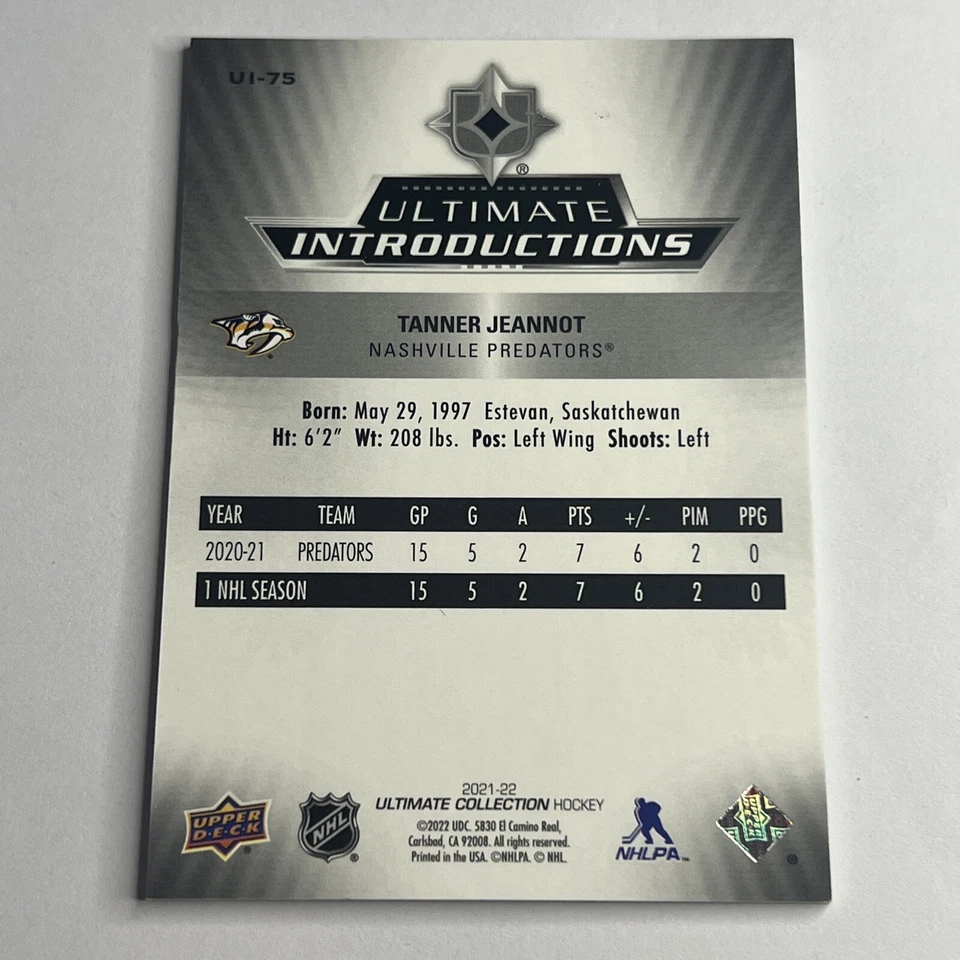 UI-75
®
ULTIMATE
INTRODUCTIONS
TANNER JEANNOT
NASHVILLE PREDATORS®
Born: May 29, 1997 Estevan, Saskatchewan
Ht: 6'2" Wt: 208 lbs. Pos: Left Wing Shoots: Left
YEAR TEAM GP G A PTS +/- PIM PPG
2020-21 PREDATORS 15 5 2 7 6 2 0
1 NHL SEASON 15 5 2 7 6 2 0
2021-22
ULTIMATE COLLECTION HOCKEY
©2022 UDC. 5830 El Camino Real,
Carlsbad, CA 92008. All rights reserved.
Printed in the USA. ©NHLPA. © NHL.
UPPER
D·E·C·K
NHL
®
NHLPA™
UPPER
DECK
®